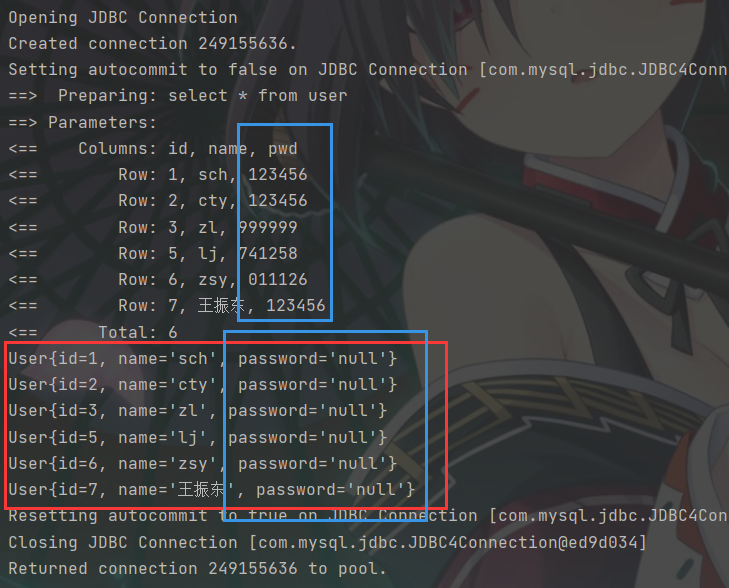 Opening JDBC Connection
Created connection 249155636.
Setting autocommit to false on JDBC Connection [com.mysql.jdbc.JDBC4Conn
==>  Preparing: select * from user
==> Parameters:
<==    Columns: id, name, pwd
<==        Row: 1, sch, 123456
<==        Row: 2, cty, 123456
<==        Row: 3, zl, 999999
<==        Row: 5, lj, 741258
<==        Row: 6, zsy, 011126
<==        Row: 7, 王振东, 123456
<==      Total: 6
User{id=1, name='sch', password='null'}
User{id=2, name='cty', password='null'}
User{id=3, name='zl', password='null'}
User{id=5, name='lj', password='null'}
User{id=6, name='zsy', password='null'}
User{id=7, name='王振东', password='null'}
Resetting autocommit to true on JDBC Connection [com.mysql.jdbc.JDBC4Con
Closing JDBC Connection [com.mysql.jdbc.JDBC4Connection@ed9d034]
Returned connection 249155636 to pool.